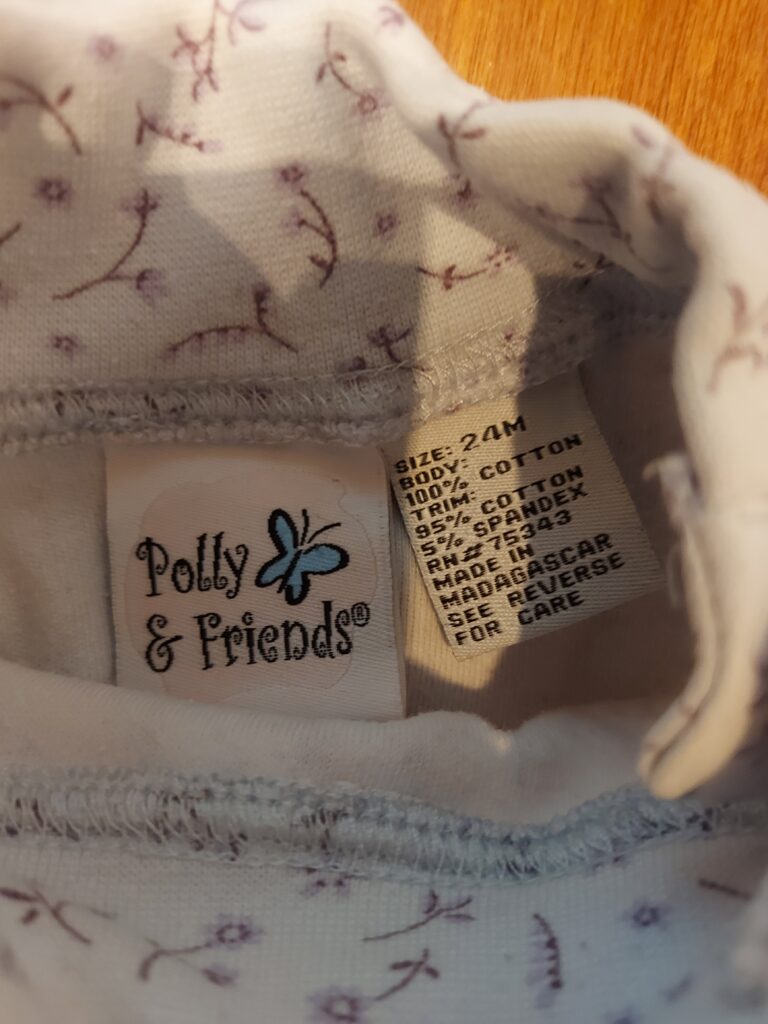 Polly
& Friends®
SIZE: 24M
BODY:
100% COTTON
TRIM:
95% COTTON
5% SPANDEX
RN# 75343
MADE IN
MADAGASCAR
SEE REVERSE
FOR CARE